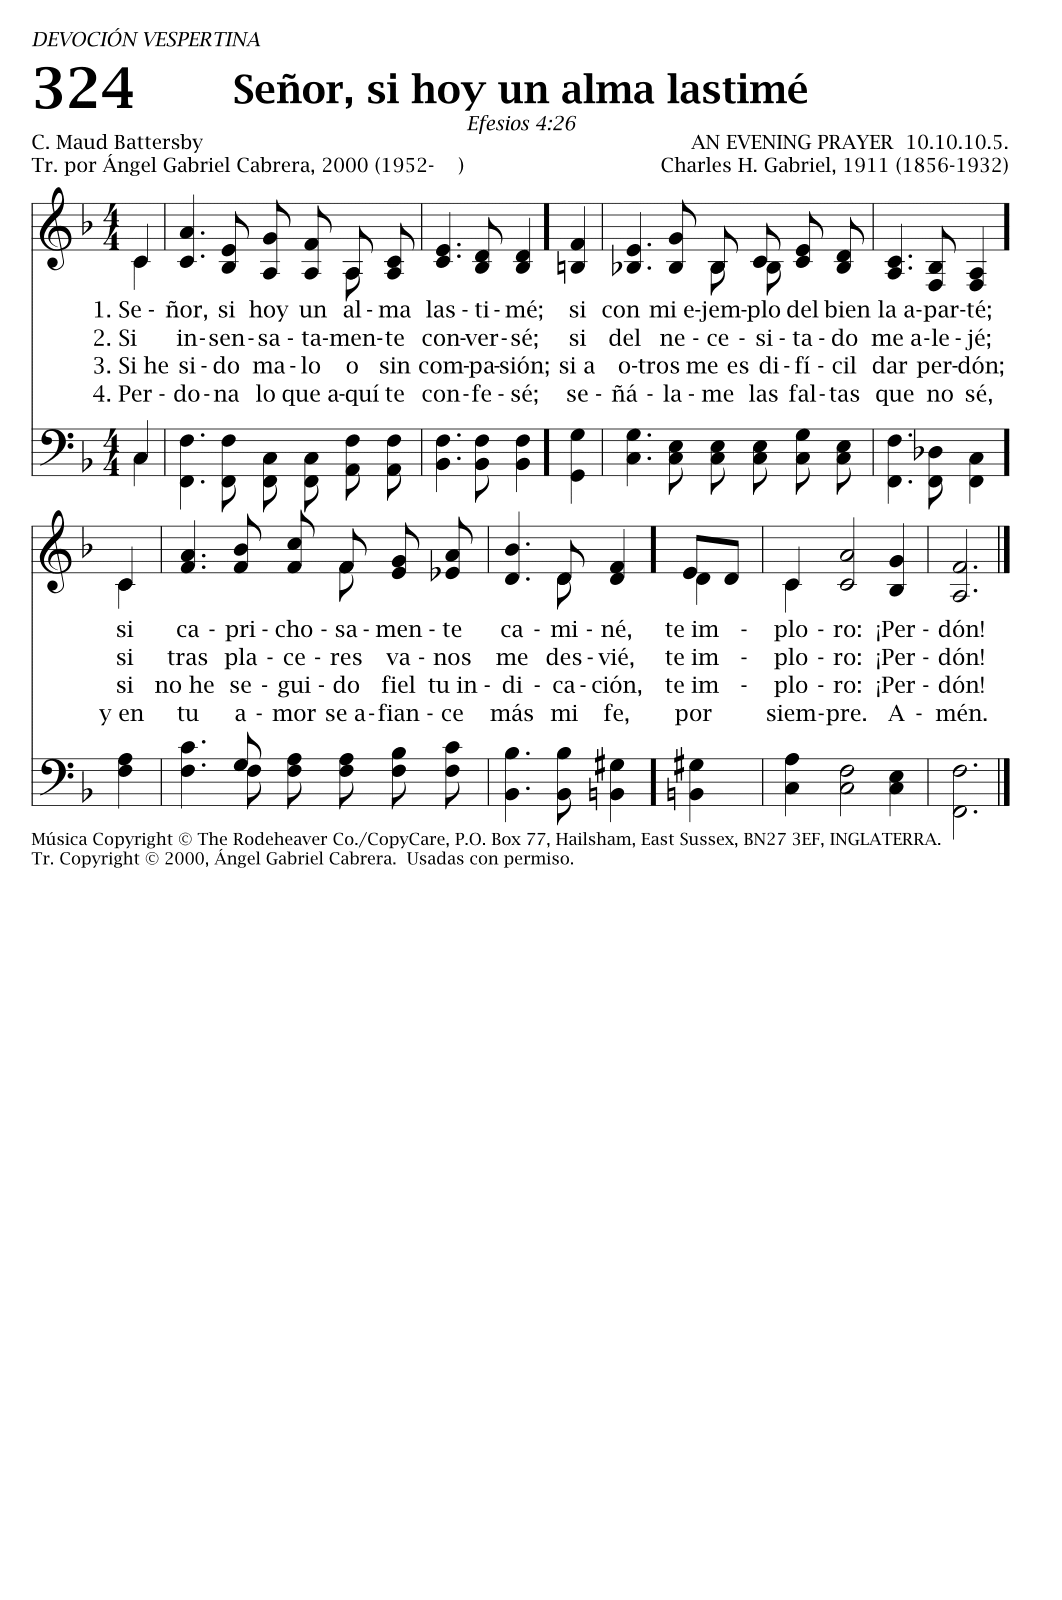 DEVOCIÓN VESPERTINA
324 Señor, si hoy un alma lastimé
Efesios 4:26
C. Maud Battersby AN EVENING PRAYER 10.10.10.5.
Tr. por Ángel Gabriel Cabrera, 2000 (1952- ) Charles H. Gabriel, 1911 (1856-1932)
1. Se - ñor, si hoy un al - ma las - ti - mé; si con mi e-jem-plo del bien la a-par-té;
2. Si in-sen-sa - ta-men-te con-ver-sé; si del ne - ce - si - ta - do me a-le - jé;
3. Si he si - do ma - lo o sin com-pa-sión; si a o-tros me es di - fí - cil dar per-dón;
4. Per - do-na lo que a-quí te con-fe - sé; se - ñá - la - me las fal-tas que no sé,
si ca - pri - cho - sa - men - te ca - mi - né, te im - plo - ro: ¡Per - dón!
si tras pla - ce - res va - nos me des - vié, te im - plo - ro: ¡Per - dón!
si no he se - gui - do fiel tu in - di - ca - ción, te im - plo - ro: ¡Per - dón!
y en tu a - mor se a-fian - ce más mi fe, por siem-pre. A - mén.
Música Copyright © The Rodeheaver Co./CopyCare, P.O. Box 77, Hailsham, East Sussex, BN27 3EF, INGLATERRA.
Tr. Copyright © 2000, Ángel Gabriel Cabrera. Usadas con permiso.